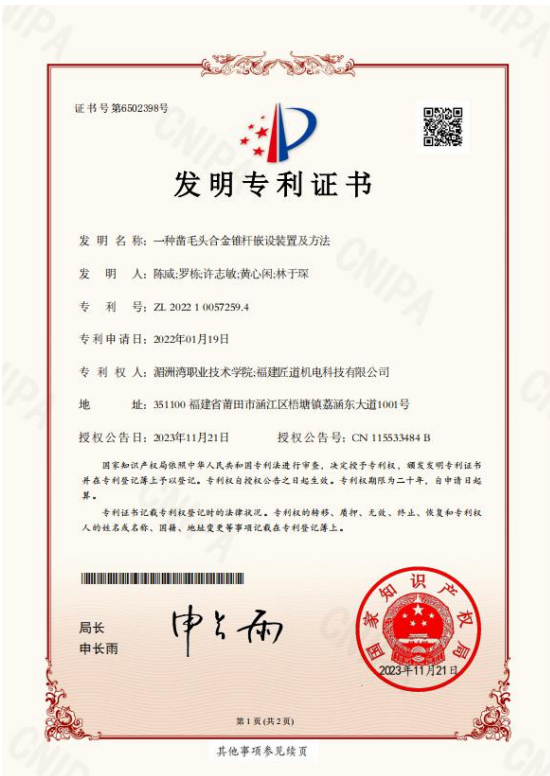 证书号第6502398号
发明专利证书
发明名称：一种凿毛头合金锥杆嵌设装置及方法
发明人：陈威;罗栋;许志敏;黄心闲;林于琛
专利号：ZL 2022 1 0057259.4
专利申请日：2022年01月19日
专利权人：湄洲湾职业技术学院;福建匠道机电科技有限公司
地址：351100 福建省莆田市涵江区梧塘镇荔涵东大道1001号
授权公告日：2023年11月21日 授权公告号：CN 115533484 B
国家知识产权局依照中华人民共和国专利法进行审查，决定授予专利权，颁发发明专利证书
并在专利登记簿上予以登记。专利权自授权公告之日起生效。专利权期限为二十年，自申请日起
算。
专利证书记载专利权登记时的法律状况。专利权的转移、质押、无效、终止、恢复和专利权
人的姓名或名称、国籍、地址变更等事项记载在专利登记簿上。
局长
申长雨
申长雨
国家知识产权局
2023年11月21日
第1页(共2页)
其他事项参见续页
CNIPA
CNIPA
CNIPA
CNIPA